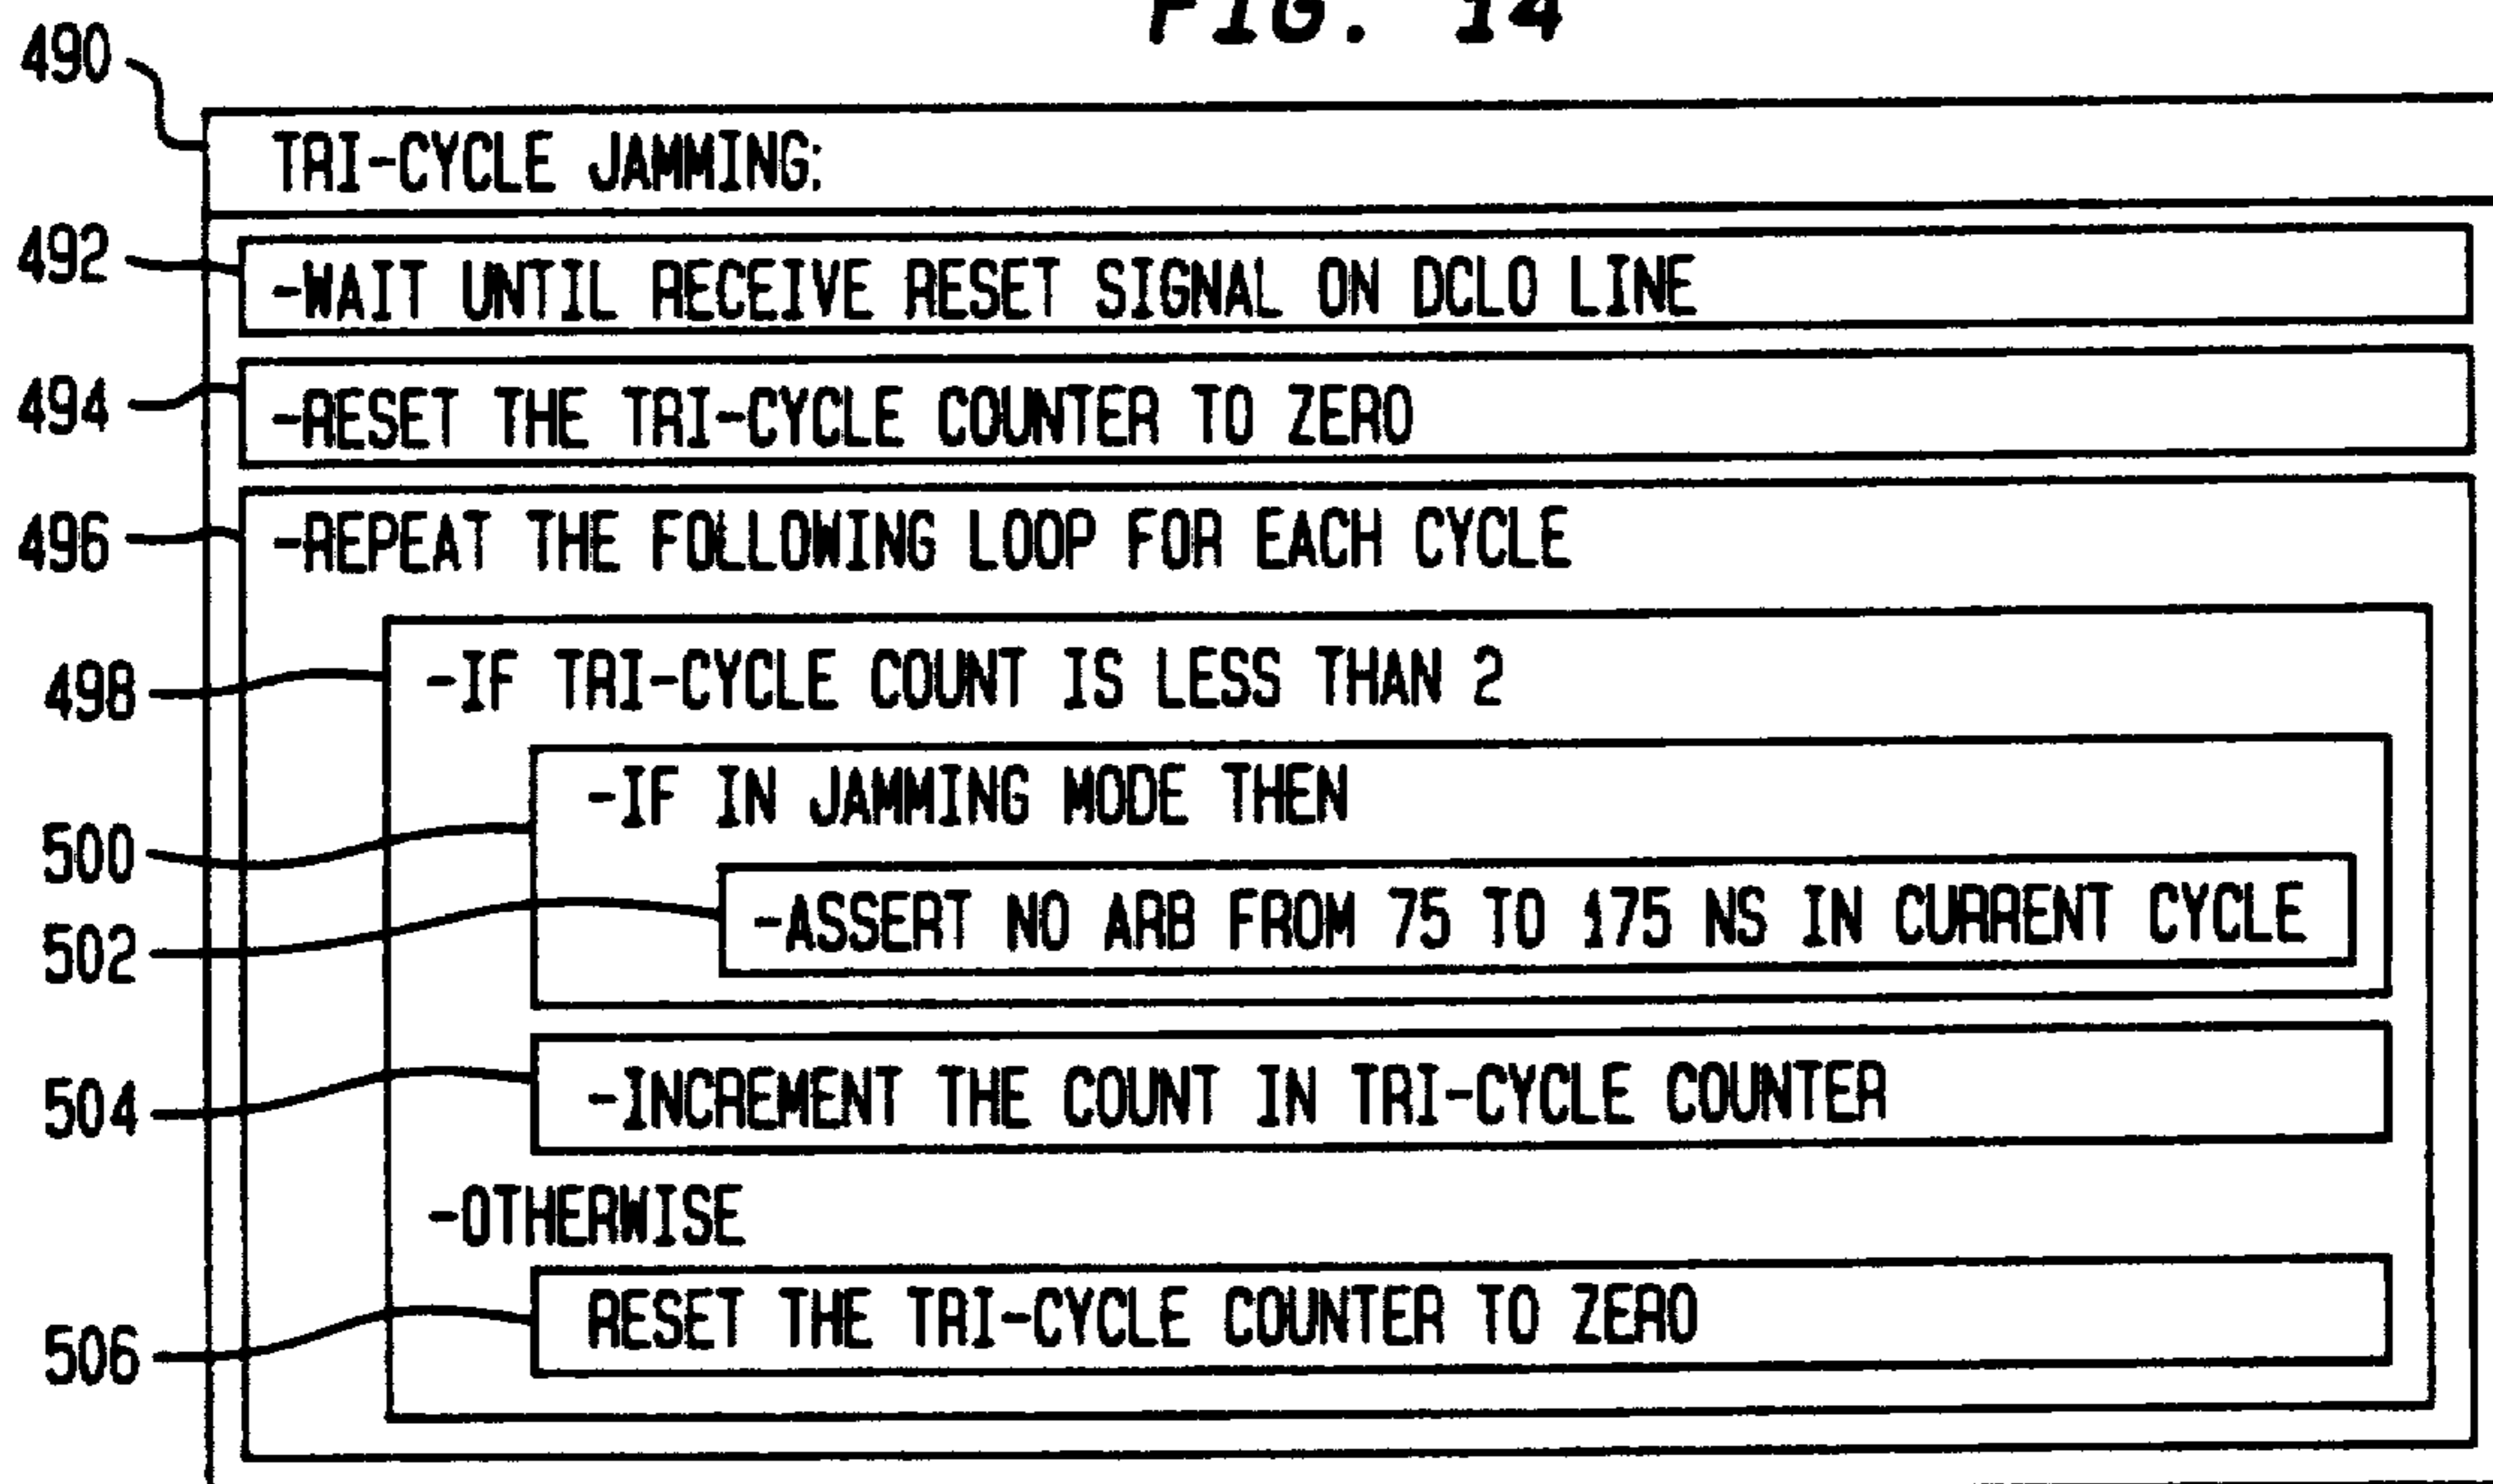 FIG. 14
490
TRI-CYCLE JAMMING:
492
-WAIT UNTIL RECEIVE RESET SIGNAL ON DCLO LINE
494
-RESET THE TRI-CYCLE COUNTER TO ZERO
496
-REPEAT THE FOLLOWING LOOP FOR EACH CYCLE
498
-IF TRI-CYCLE COUNT IS LESS THAN 2
500
-IF IN JAMMING MODE THEN
502
-ASSERT NO ARB FROM 75 TO 175 NS IN CURRENT CYCLE
504
-INCREMENT THE COUNT IN TRI-CYCLE COUNTER
-OTHERWISE
506
RESET THE TRI-CYCLE COUNTER TO ZERO